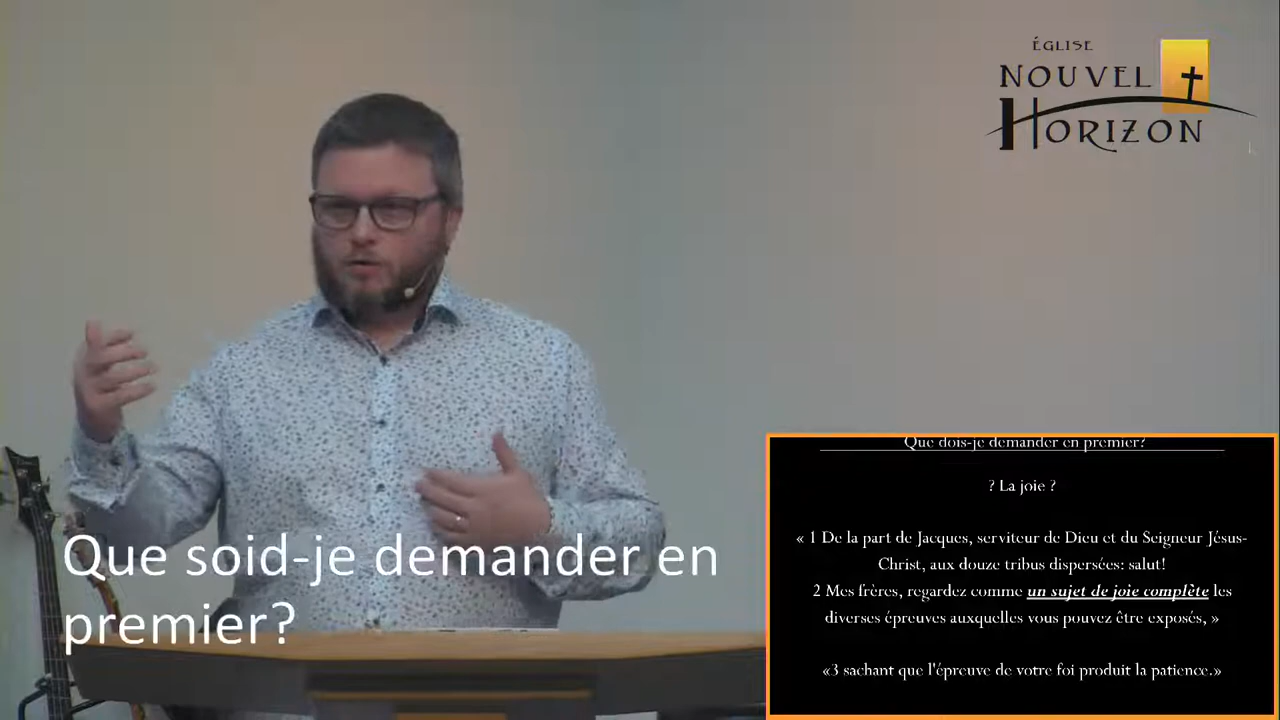 ÉGLISE
NOUVEL
HORIZON
Que soid-je demander en
premier?
Que dois-je demander en premier?
? La joie ?
« 1 De la part de Jacques, serviteur de Dieu et du Seigneur Jésus-
Christ, aux douze tribus dispersées: salut!
2 Mes frères, regardez comme un sujet de joie complète les
diverses épreuves auxquelles vous pouvez être exposés, »
«3 sachant que l'épreuve de votre foi produit la patience.»